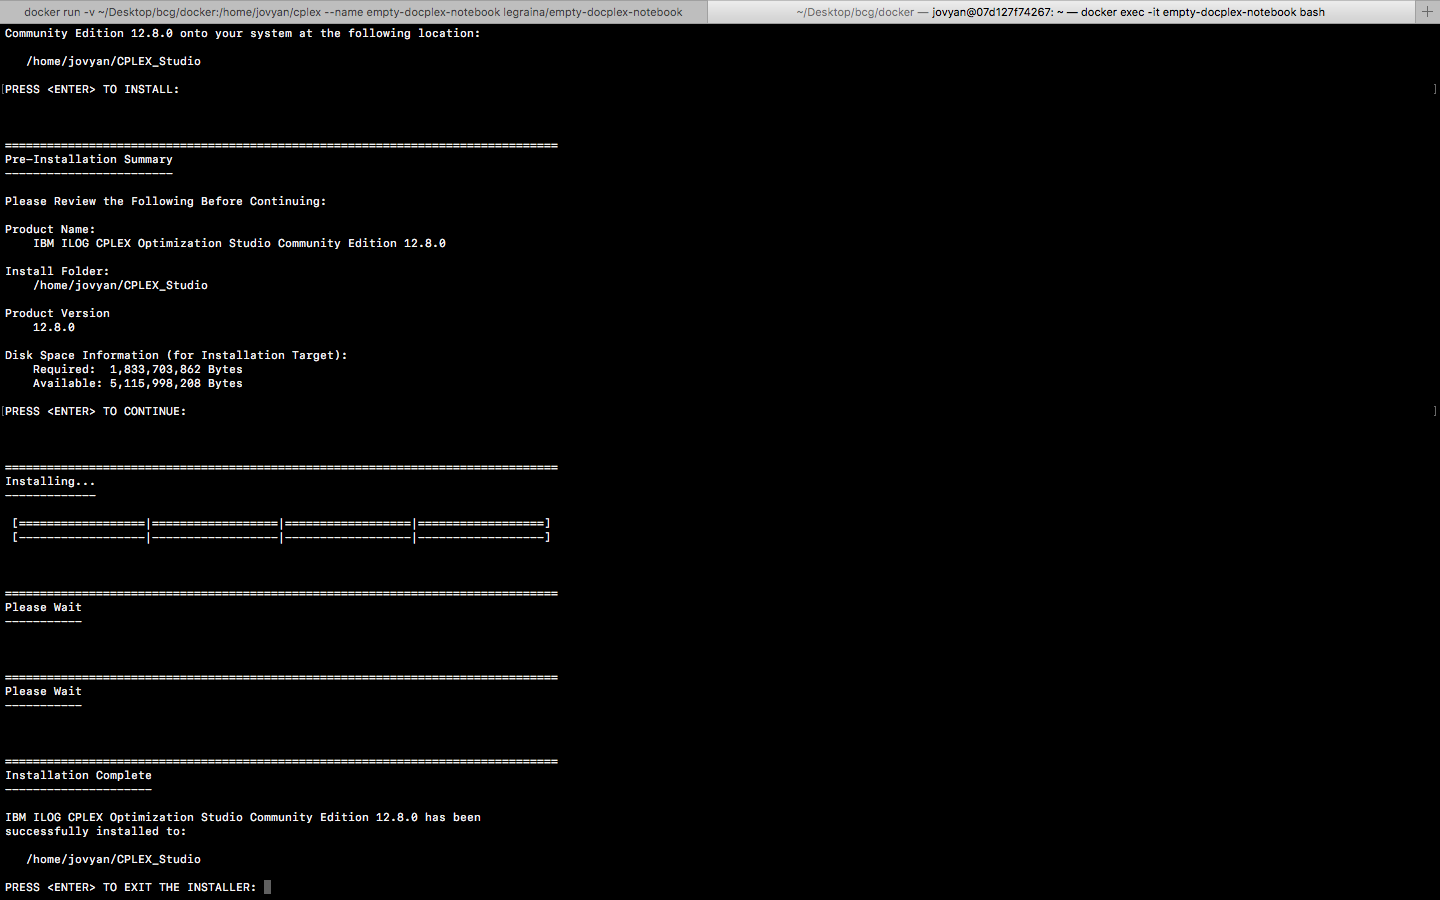 docker run -v ~/Desktop/bcg/docker:/home/jovyan/cplex --name empty-docplex-notebook legraina/empty-docplex-notebook
~/Desktop/bcg/docker — jovyan@07d127f74267: ~ — docker exec -it empty-docplex-notebook bash
+
Community Edition 12.8.0 onto your system at the following location:
/home/jovyan/CPLEX_Studio
[PRESS <ENTER> TO INSTALL: ]
===============================================================================
Pre-Installation Summary
------------------------
Please Review the Following Before Continuing:
Product Name:
IBM ILOG CPLEX Optimization Studio Community Edition 12.8.0
Install Folder:
/home/jovyan/CPLEX_Studio
Product Version
12.8.0
Disk Space Information (for Installation Target):
Required:  1,833,703,862 Bytes
Available: 5,115,998,208 Bytes
[PRESS <ENTER> TO CONTINUE: ]
===============================================================================
Installing...
-------------
[==================|==================|==================|==================]
[------------------|------------------|------------------|------------------]
===============================================================================
Please Wait
-----------
===============================================================================
Please Wait
-----------
===============================================================================
Installation Complete
---------------------
IBM ILOG CPLEX Optimization Studio Community Edition 12.8.0 has been
successfully installed to:
/home/jovyan/CPLEX_Studio
PRESS <ENTER> TO EXIT THE INSTALLER: